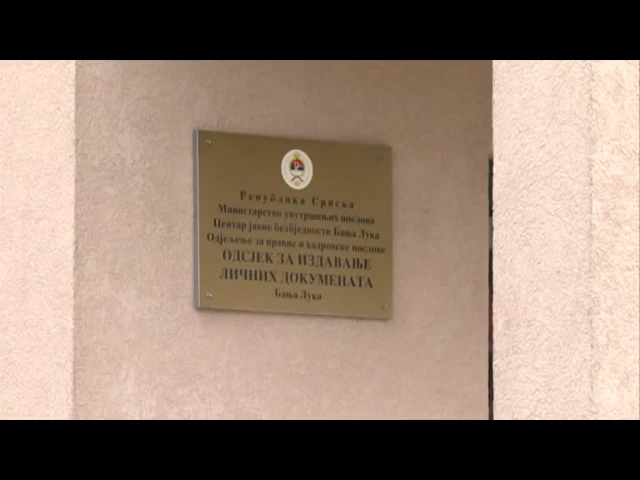 Република Српска
Министарство унутрашњих послова
Центар јавне безбједности Бања Лука
Одјељење за правне и кадровске послове
ОДСЈЕК ЗА ИЗДАВАЊЕ
ЛИЧНИХ ДОКУМЕНАТА
Бања Лука